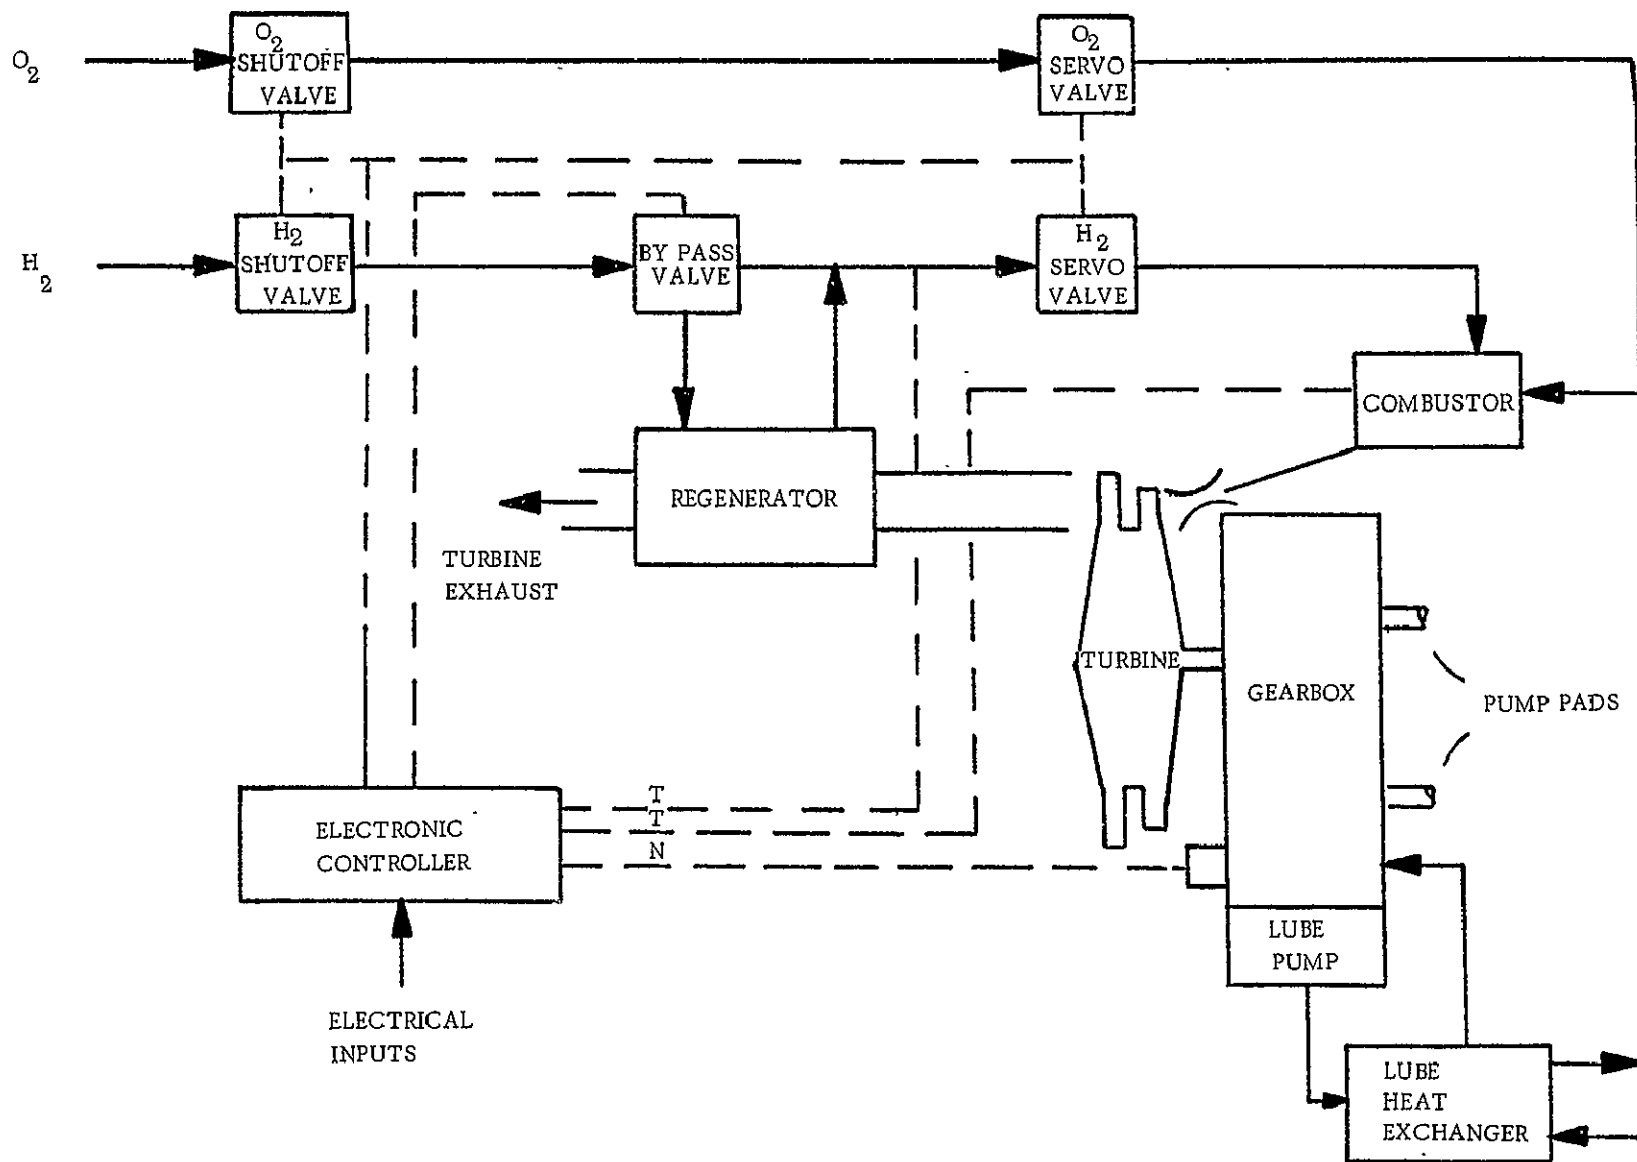 O2
O2
SHUTOFF
VALVE
O2
SERVO
VALVE
H2
H2
SHUTOFF
VALVE
BY PASS
VALVE
H2
SERVO
VALVE
COMBUSTOR
REGENERATOR
TURBINE
EXHAUST
TURBINE
GEARBOX
PUMP PADS
ELECTRONIC
CONTROLLER
T
T
N
LUBE
PUMP
ELECTRICAL
INPUTS
LUBE
HEAT
EXCHANGER